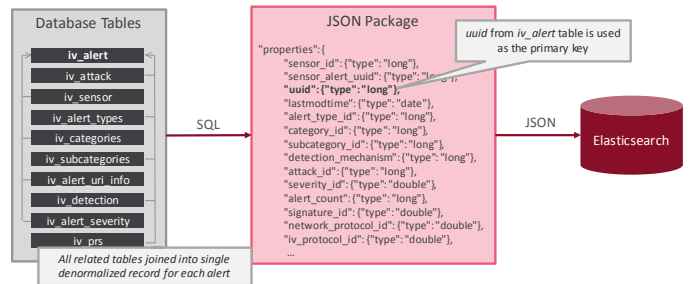 Database Tables
iv_alert
iv_attack
iv_sensor
iv_alert_types
iv_categories
iv_subcategories
iv_alert_uri_info
iv_detection
iv_alert_severity
iv_prs
All related tables joined into single
denormalized record for each alert
SQL
JSON Package
"properties":{
"sensor_id":{"type":"long"},
"sensor_alert_uuid":{"type":"long"},
"uuid":{"type":"long"},
"lastmodtime":{"type":"date"},
"alert_type_id":{"type":"long"},
"category_id":{"type":"long"},
"subcategory_id":{"type":"long"},
"detection_mechanism":{"type":"long"},
"attack_id":{"type":"long"},
"severity_id":{"type":"double"},
"alert_count":{"type":"long"},
"signature_id":{"type":"double"},
"network_protocol_id":{"type":"double"},
"iv_protocol_id":{"type":"double"},
...
uuid from iv_alert table is used
as the primary key
JSON
Elasticsearch